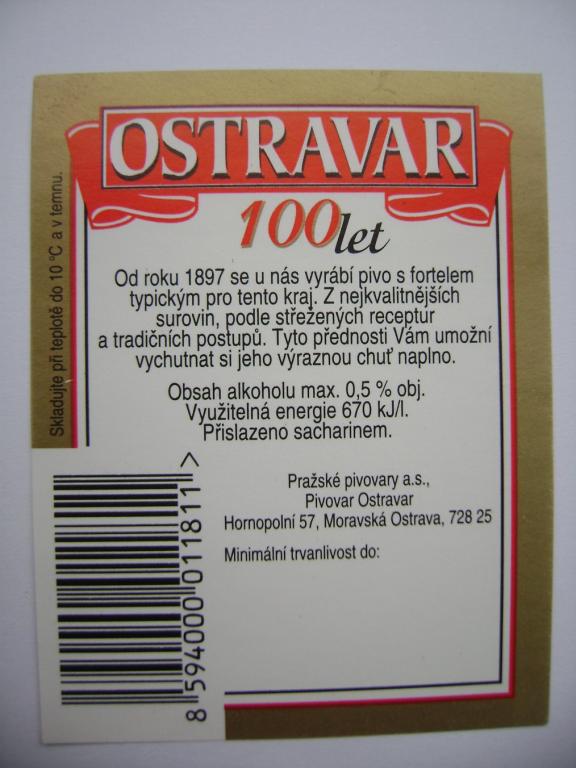 OSTRAVAR
100 let
Od roku 1897 se u nás vyrábí pivo s fortelem
typickým pro tento kraj. Z nejkvalitnějších
surovin, podle střežených receptur
a tradičních postupů. Tyto přednosti Vám umožní
vychutnat si jeho výraznou chuť naplno.
Obsah alkoholu max. 0,5 % obj.
Využitelná energie 670 kJ/l.
Přislazeno sacharinem.
Pražské pivovary a.s.,
Pivovar Ostravar
Hornopolní 57, Moravská Ostrava, 728 25
Minimální trvanlivost do:
Skladujte při teplotě do 10 °C a v temnu.
8 594000 011811 >